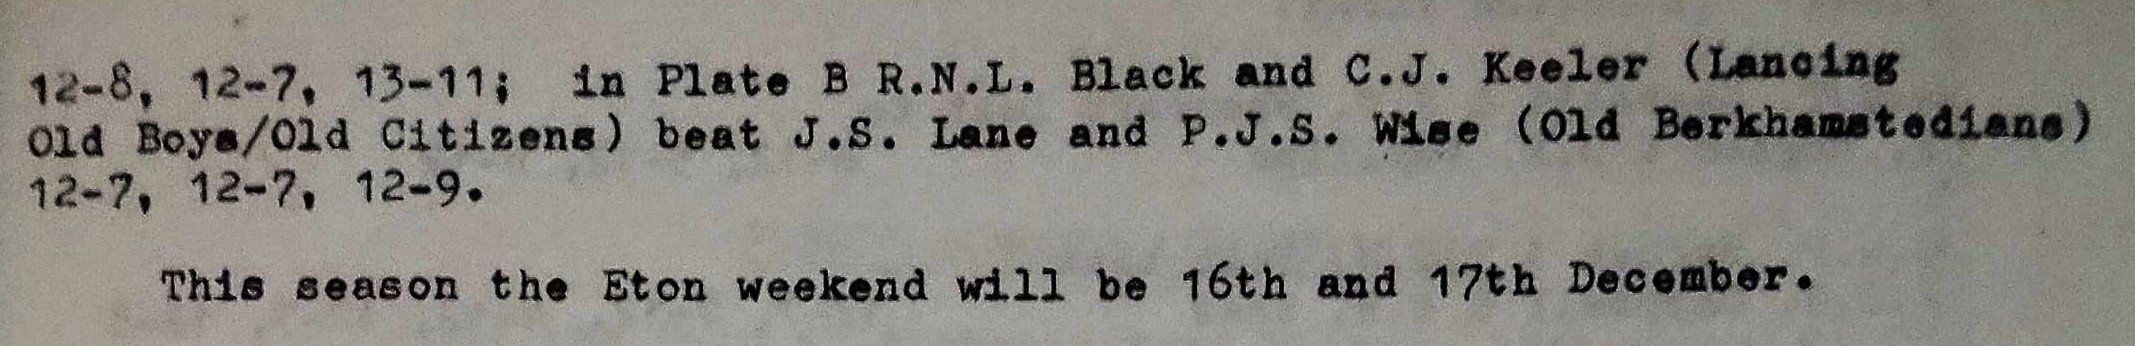 12-8, 12-7, 13-11; in Plate B R.N.L. Black and C.J. Keeler (Lancing
Old Boys/Old Citizens) beat J.S. Lane and P.J.S. Wise (Old Berkhamstedians)
12-7, 12-7, 12-9.
This season the Eton weekend will be 16th and 17th December.